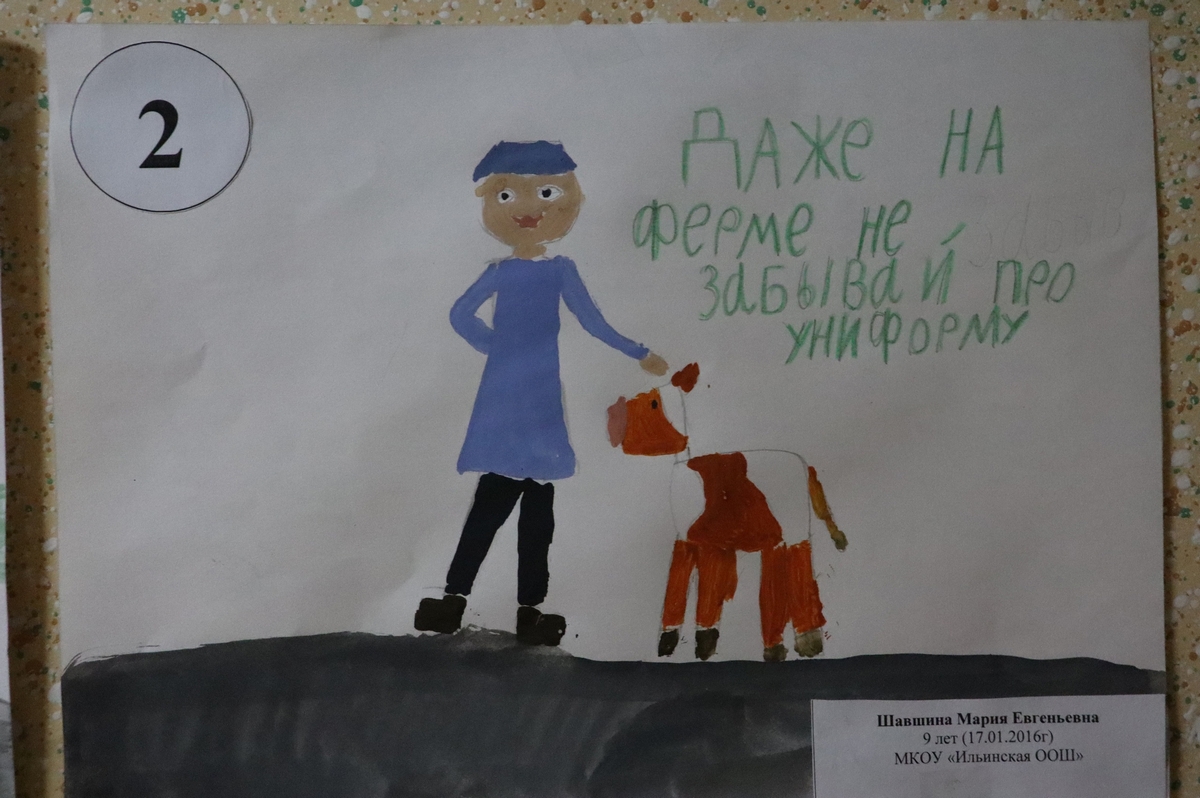 2
Даже на
ферме не
забывай про
униформу
Шавшина Мария Евгеньевна
9 лет (17.01.2016г)
МКОУ «Ильинская ООШ»